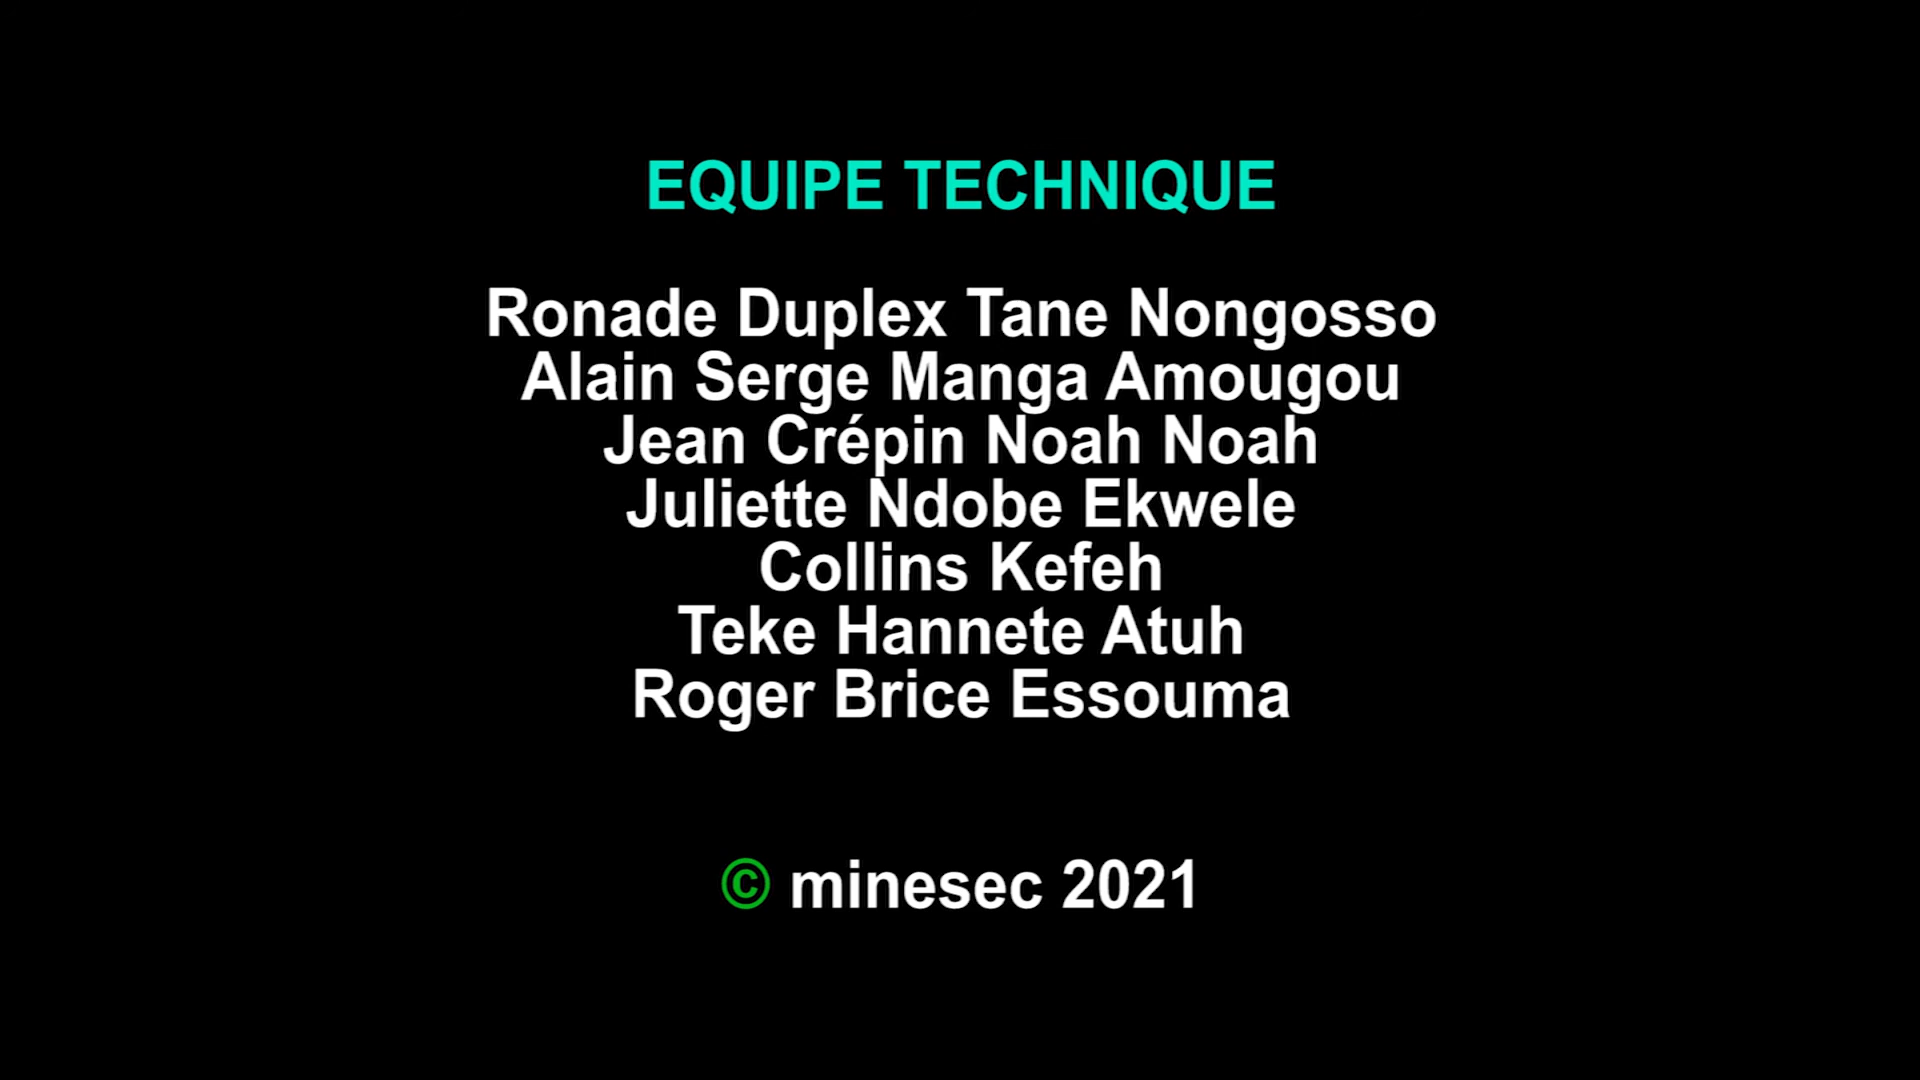 EQUIPE TECHNIQUE
Ronade Duplex Tane Nongosso
Alain Serge Manga Amougou
Jean Crépin Noah Noah
Juliette Ndobe Ekwele
Collins Kefeh
Teke Hannete Atuh
Roger Brice Essouma
© minesec 2021